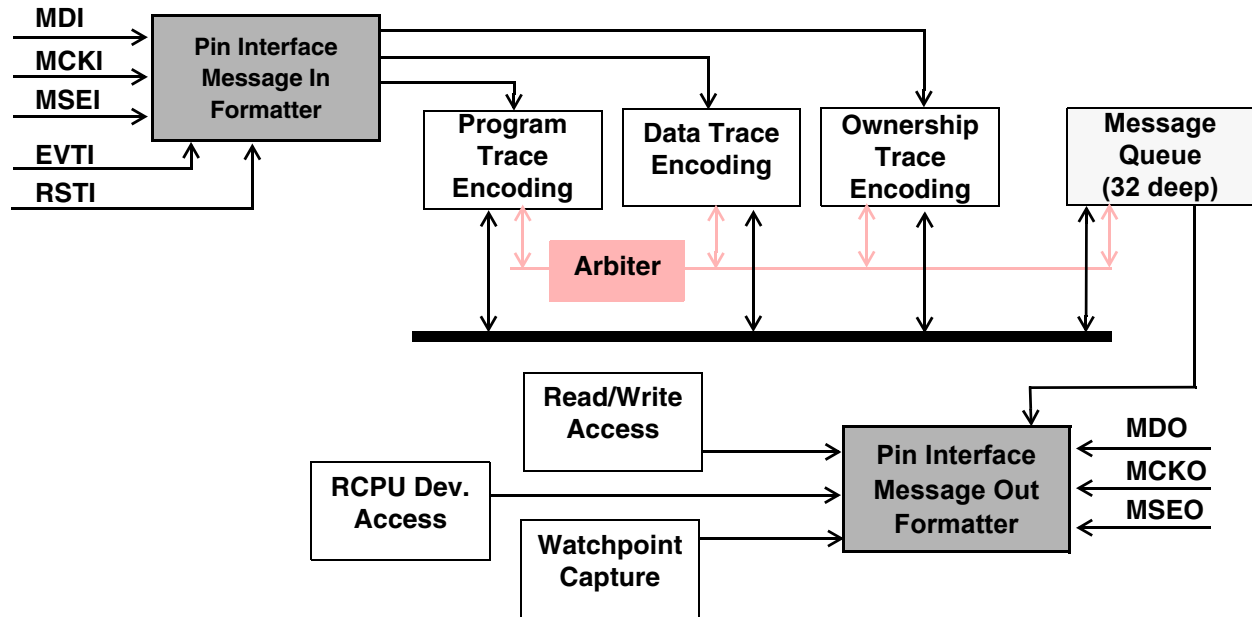 MDI
MCKI
MSEI
EVTI
RSTI
Pin Interface
Message In
Formatter
Program
Trace
Encoding
Data Trace
Encoding
Ownership
Trace
Encoding
Message
Queue
(32 deep)
Arbiter
Read/Write
Access
RCPU Dev.
Access
Watchpoint
Capture
Pin Interface
Message Out
Formatter
MDO
MCKO
MSEO